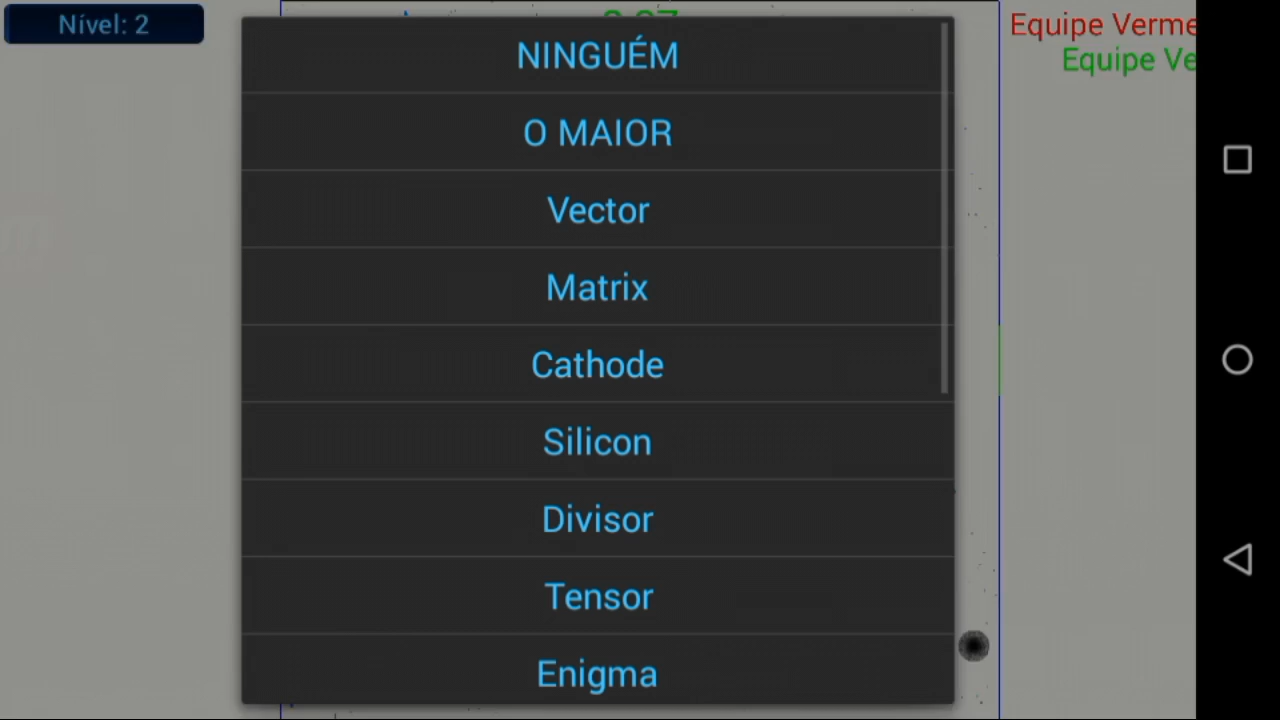 Nível: 2
NINGUÉM
O MAIOR
Vector
Matrix
Cathode
Silicon
Divisor
Tensor
Enigma
Equipe Verme
Equipe Ve